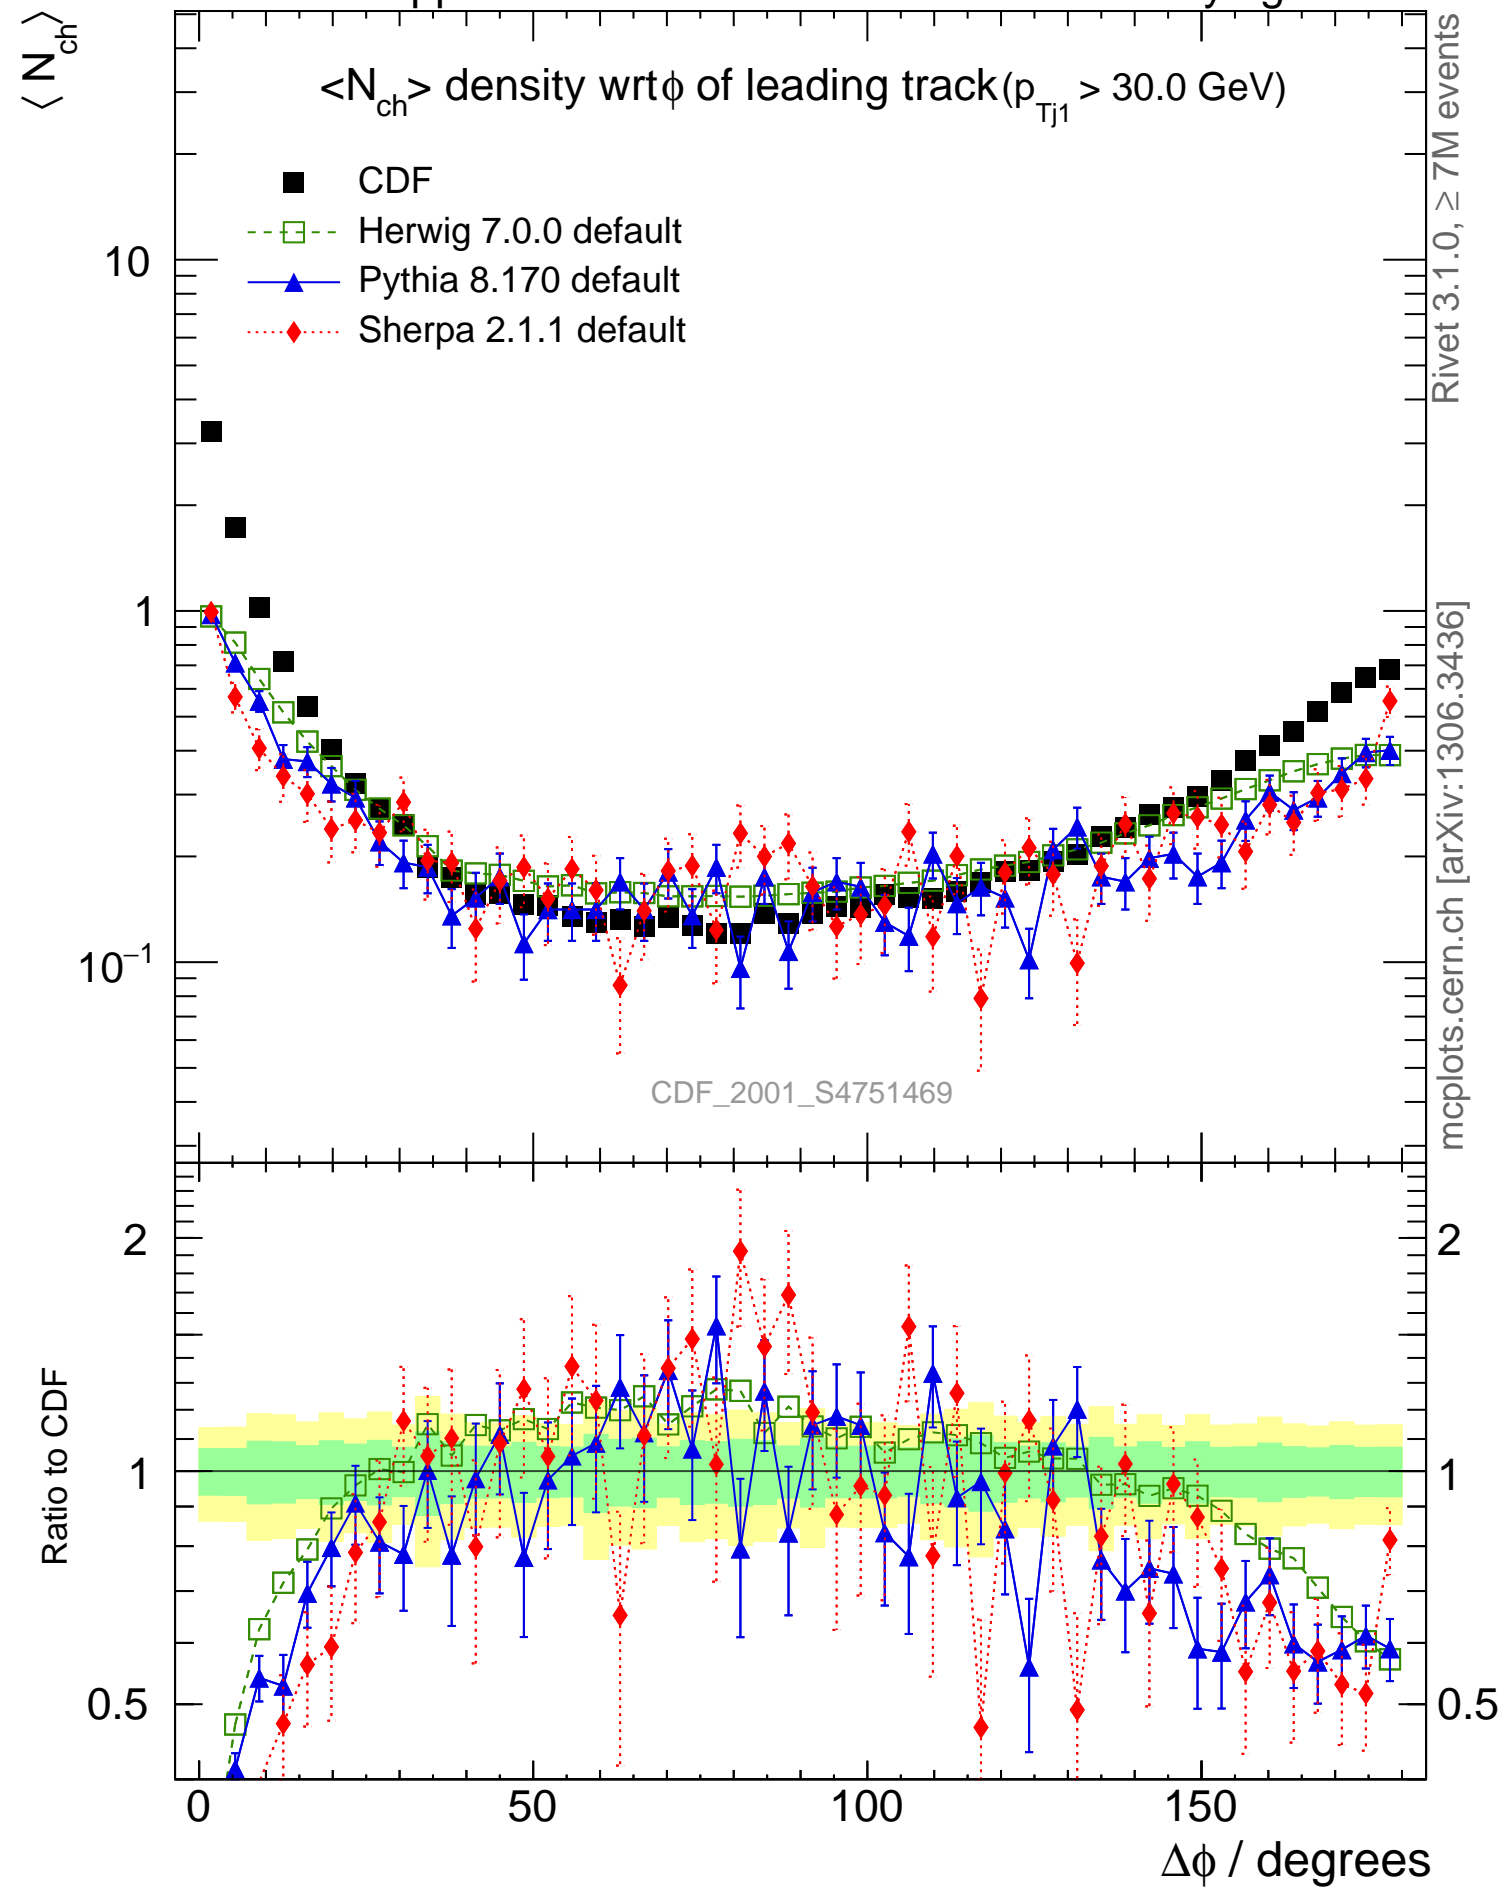 ⟨ N_ch ⟩
<N_ch> density wrtϕ of leading track(p_Tj1 > 30.0 GeV)
CDF
Herwig 7.0.0 default
Pythia 8.170 default
Sherpa 2.1.1 default
10
1
10⁻¹
CDF_2001_S4751469
Rivet 3.1.0, ≥ 7M events
mcplots.cern.ch [arXiv:1306.3436]
Ratio to CDF
2
1
0.5
2
1
0.5
0 50 100 150
Δϕ / degrees